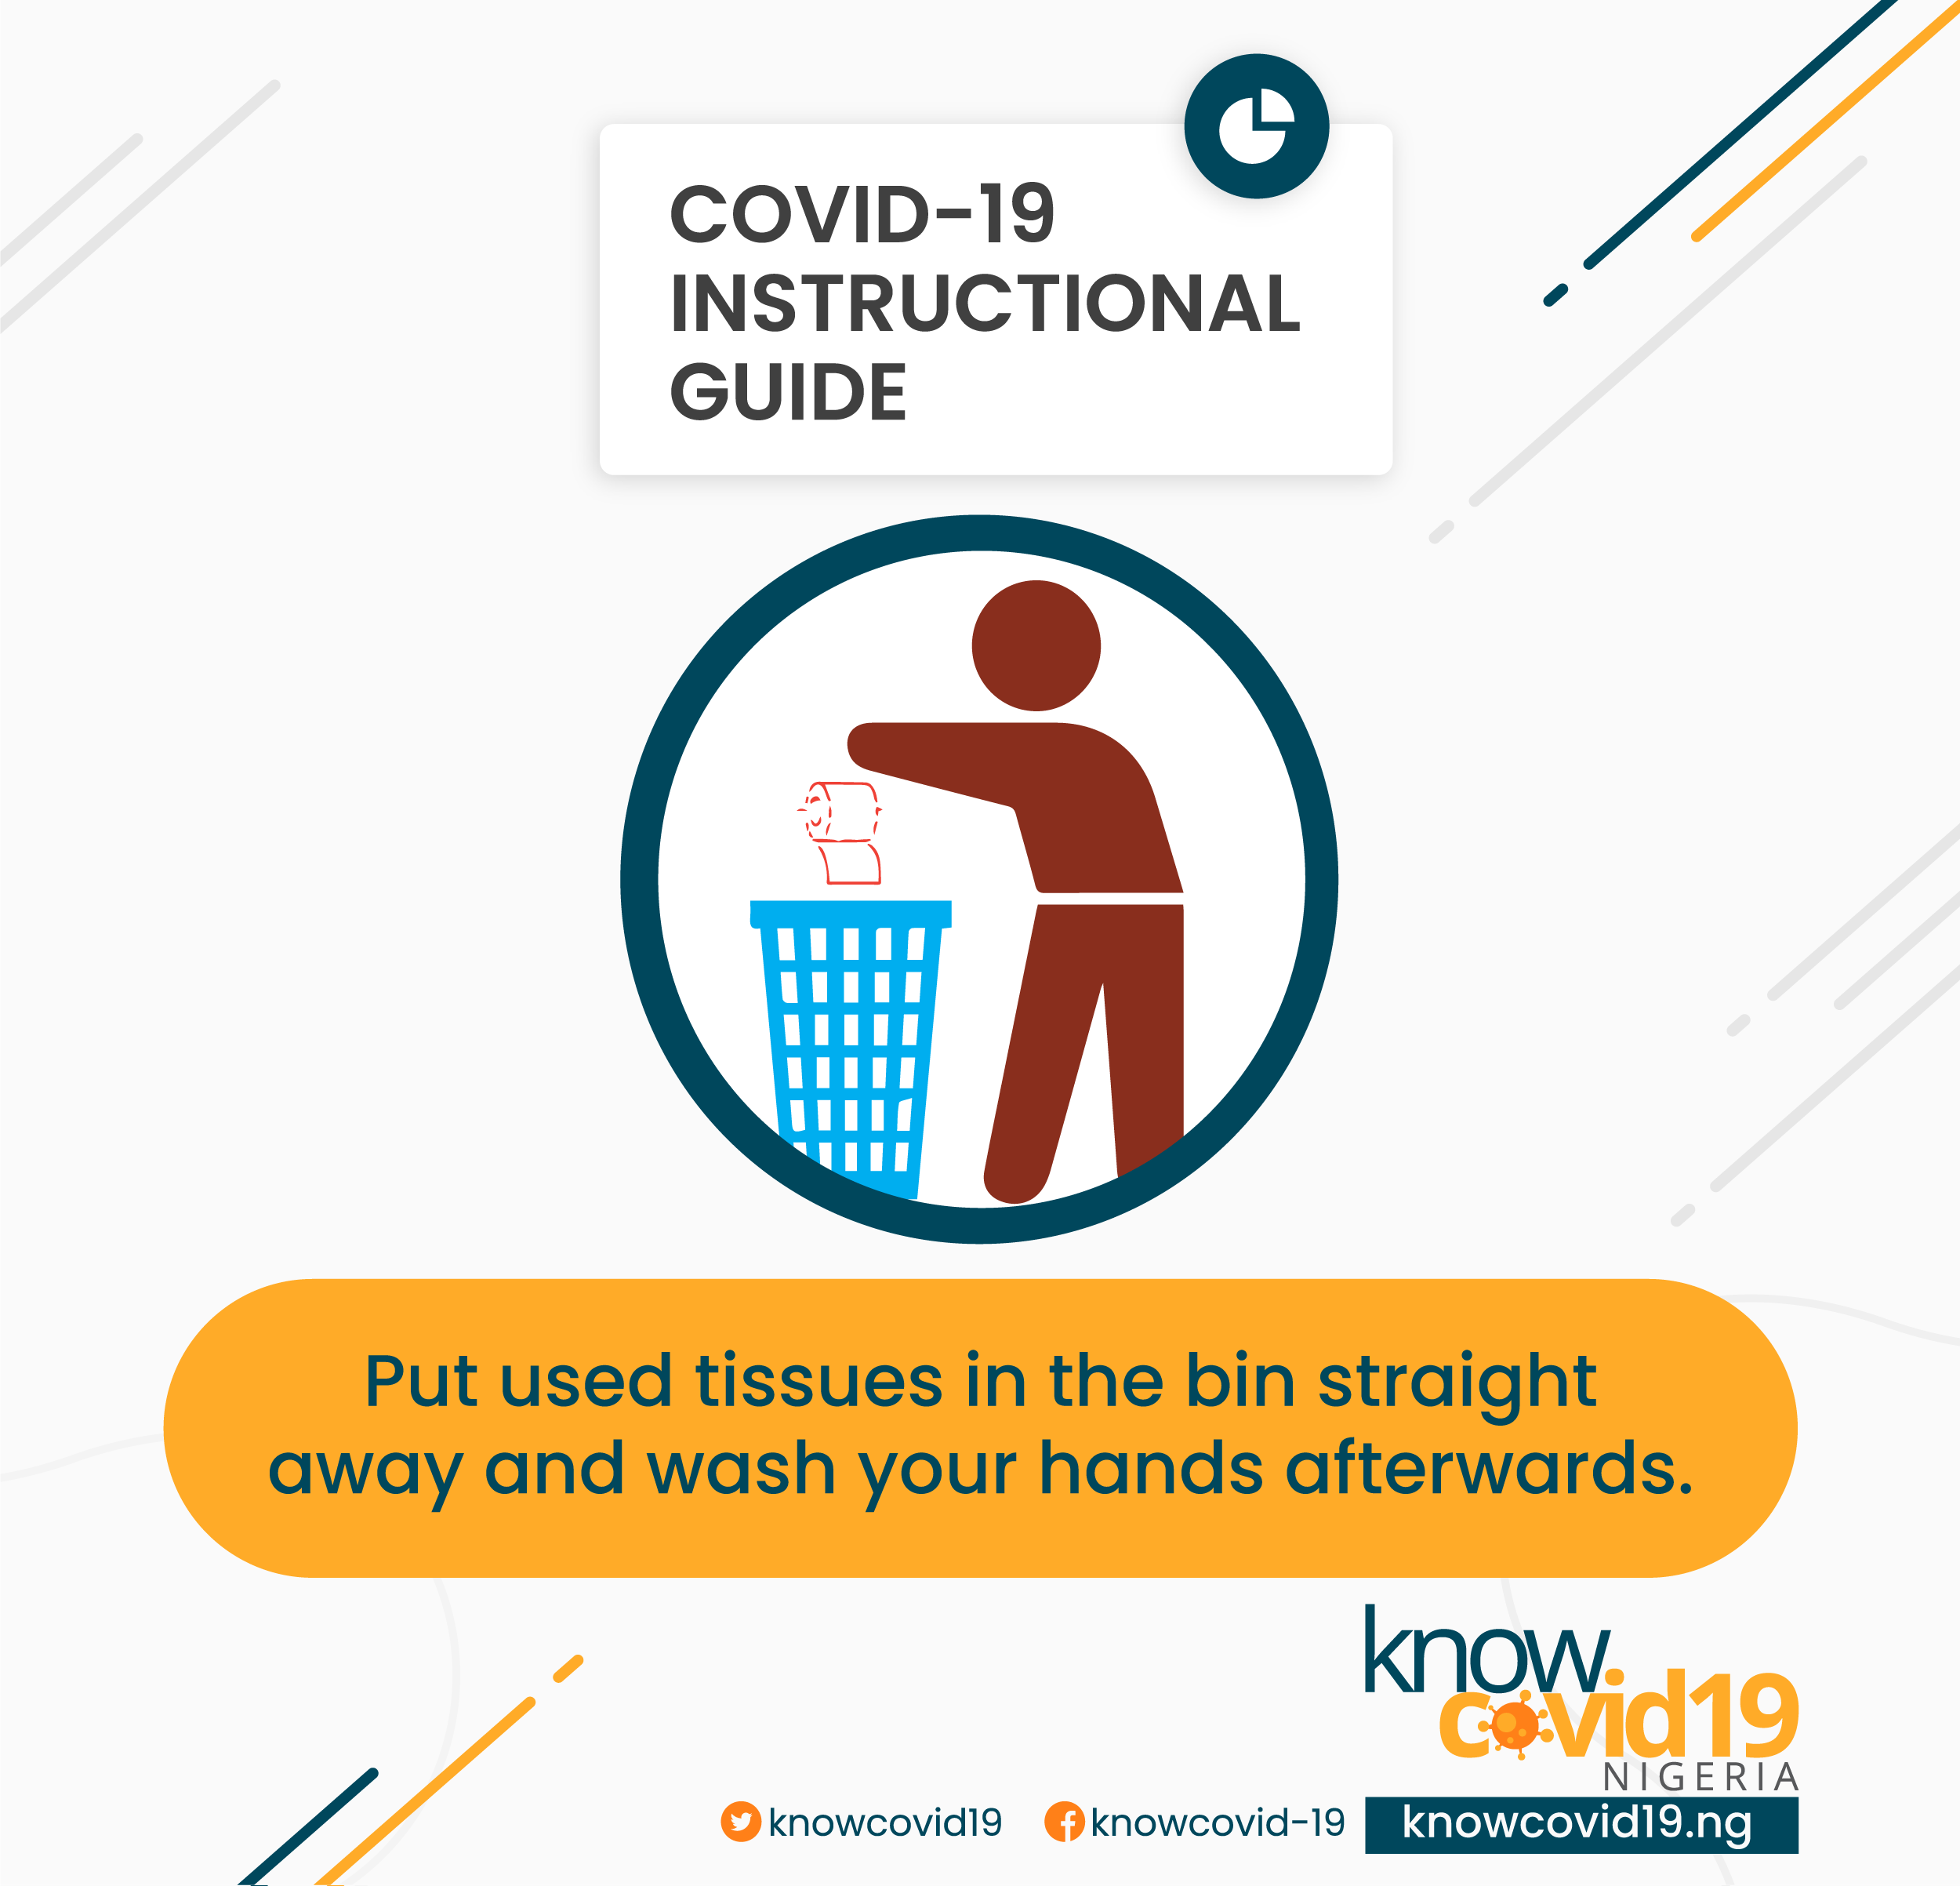 COVID-19
INSTRUCTIONAL
GUIDE
Put used tissues in the bin straight
away and wash your hands afterwards.
know
covid19
NIGERIA
knowcovid19 knowcovid-19 knowcovid19.ng